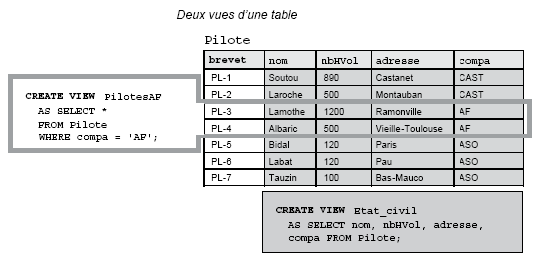 Deux vues d'une table
Pilote
brevet nom nbHVol adresse compa
PL-1 Soutou 890 Castanet CAST
PL-2 Laroche 500 Montauban CAST
PL-3 Lamothe 1200 Ramonville AF
PL-4 Albaric 500 Vieille-Toulouse AF
PL-5 Bidal 120 Paris ASO
PL-6 Labat 120 Pau ASO
PL-7 Tauzin 100 Bas-Mauco ASO
CREATE VIEW PilotesAF
AS SELECT *
FROM Pilote
WHERE compa = 'AF';
CREATE VIEW Etat_civil
AS SELECT nom, nbHVol, adresse,
compa FROM Pilote;